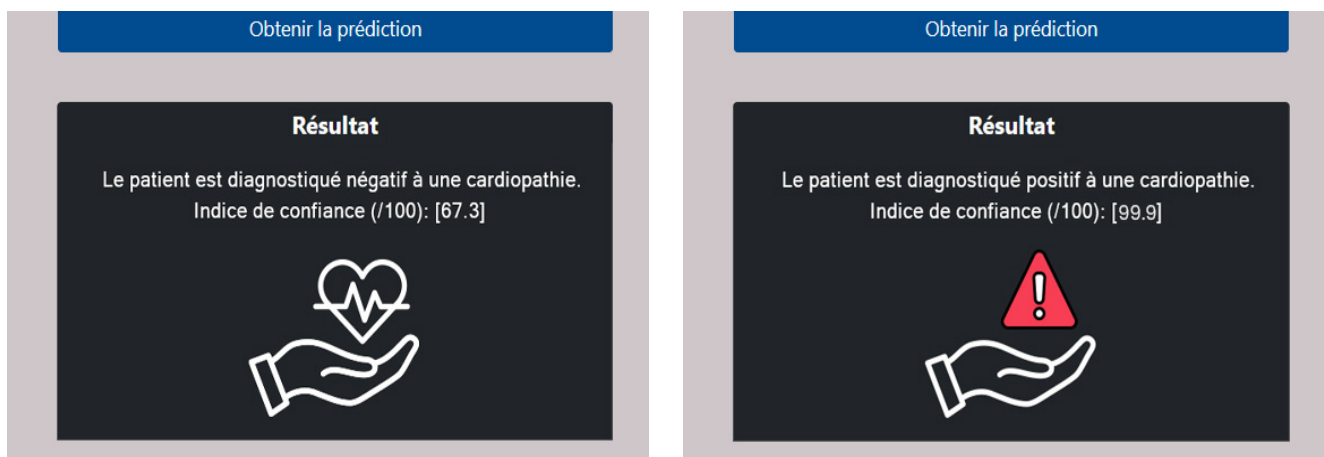 Obtenir la prédiction
Résultat
Le patient est diagnostiqué négatif à une cardiopathie.
Indice de confiance (/100): [67.3]
Obtenir la prédiction
Résultat
Le patient est diagnostiqué positif à une cardiopathie.
Indice de confiance (/100): [99.9]